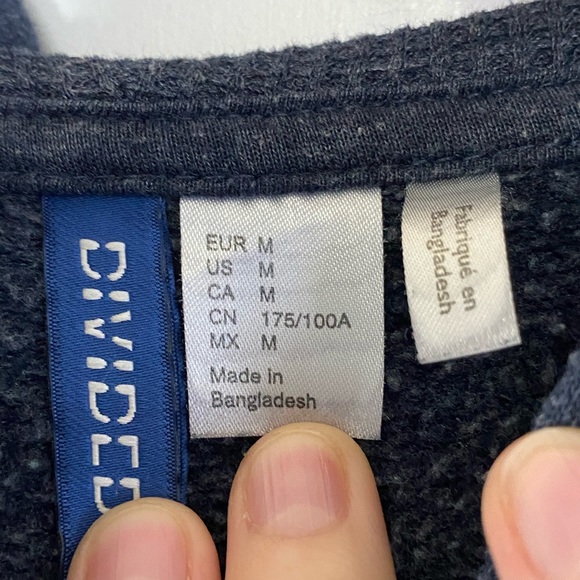 DIVIDED
EUR M
US M
CA M
CN 175/100A
MX M
Made in
Bangladesh
Fabriqué en
Bangladesh